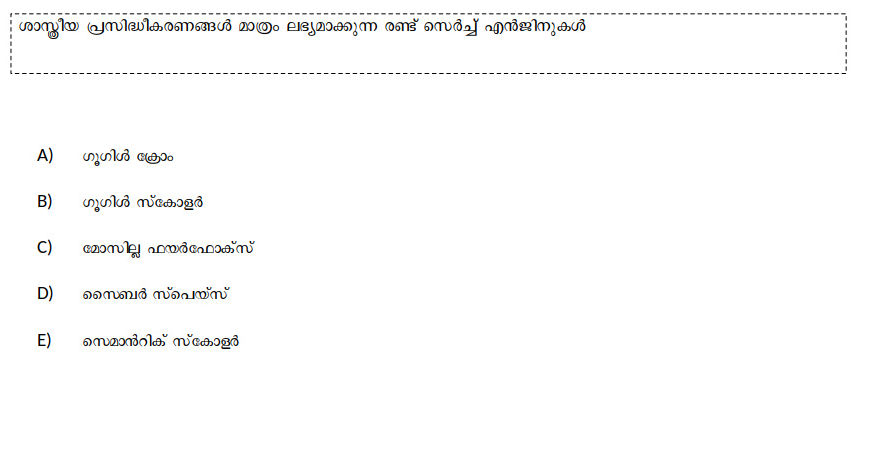 ശാസ്ത്രീയ പ്രസിദ്ധീകരണങ്ങൾ മാത്രം ലഭ്യമാക്കുന്ന രണ്ട് സെർച്ച് എൻജിനുകൾ
A) ഗൂഗിൾ ക്രോം
B) ഗൂഗിൾ സ്കോളർ
C) മോസില്ല ഫയർഫോക്സ്
D) സൈബർ സ്പെയ്സ്
E) സെമാൻറിക് സ്കോളർ